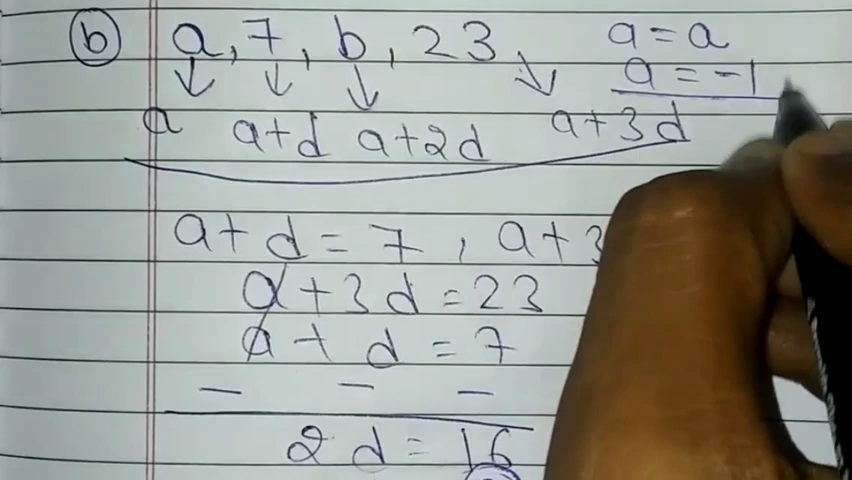 (b) a, 7, b, 23, a = a
a = -1
a a+d a+2d a+3d
a + d = 7, a + 3
a + 3d = 23
a + d = 7
- - -
2d = 16